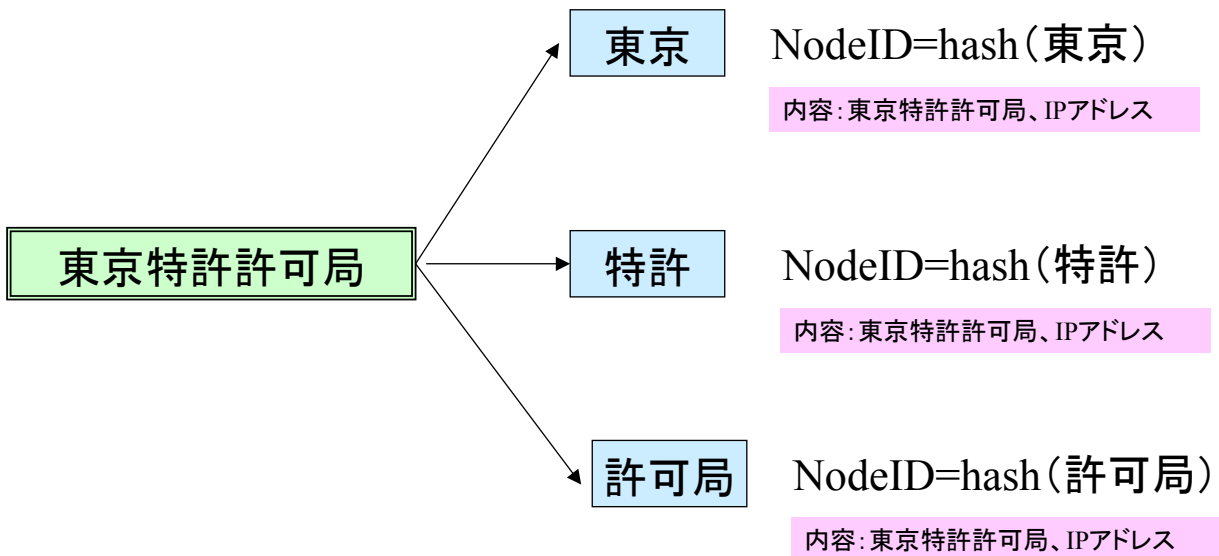 東京
NodeID=hash（東京）
内容：東京特許許可局、IPアドレス
東京特許許可局
特許
NodeID=hash（特許）
内容：東京特許許可局、IPアドレス
許可局
NodeID=hash（許可局）
内容：東京特許許可局、IPアドレス